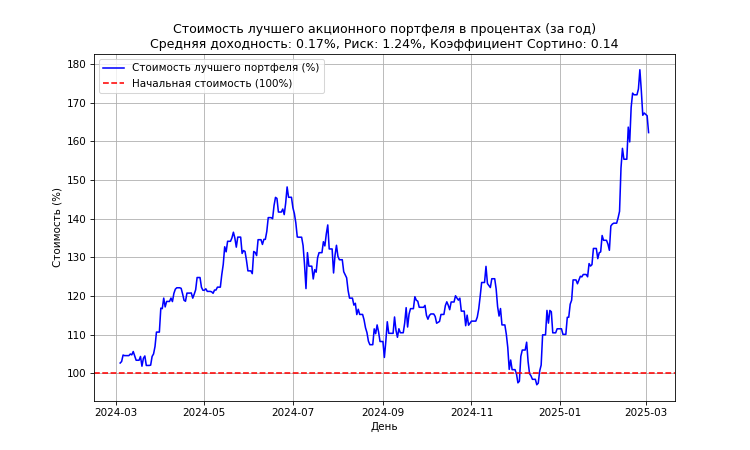 Стоимость лучшего акционного портфеля в процентах (за год)
Средняя доходность: 0.17%, Риск: 1.24%, Коэффициент Сортино: 0.14
Стоимость лучшего портфеля (%)
Начальная стоимость (100%)
Стоимость (%)
180
170
160
150
140
130
120
110
100
2024-03
2024-05
2024-07
2024-09
2024-11
2025-01
2025-03
День